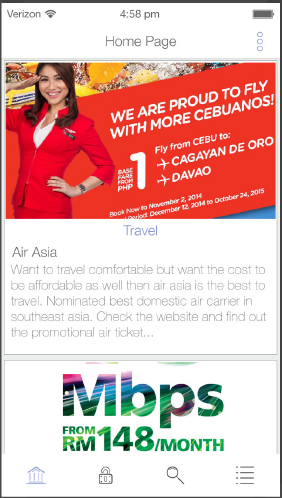 Verizon 4:58 pm
Home Page
WE ARE PROUD TO FLY
WITH MORE CEBUANOS!
Fly from CEBU to:
CAGAYAN DE ORO
DAVAO
BASE
FARE
FROM
PHP
1
Book Now to November 2, 2014
Period: December 12, 2014 to October 24, 2015
Travel
Air Asia
Want to travel comfortable but want the cost to
be affordable as well then air asia is the best to
travel. Nominated best domestic air carrier in
southeast asia. Check the website and find out
the promotional air ticket...
Mbps
FROM
RM148/MONTH